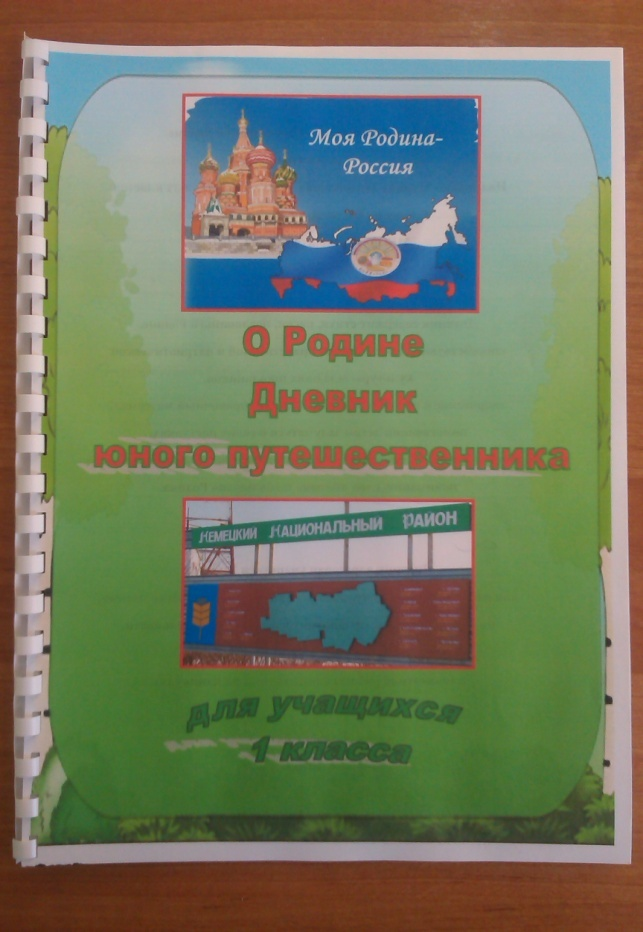 Моя Родина-
Россия
О Родине
Дневник
юного путешественника
Немецкий Национальный Район
для учащихся
1 класса